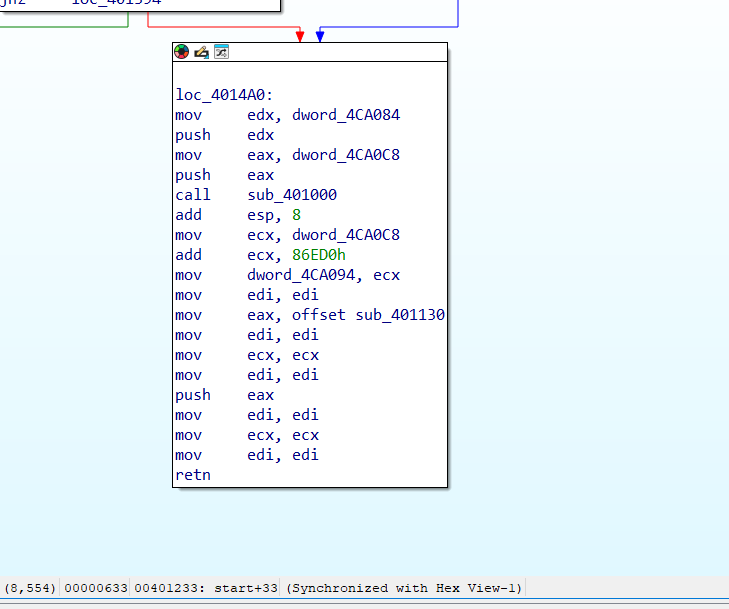 jnz loc_401594
loc_4014A0:
mov edx, dword_4CA084
push edx
mov eax, dword_4CA0C8
push eax
call sub_401000
add esp, 8
mov ecx, dword_4CA0C8
add ecx, 86ED0h
mov dword_4CA094, ecx
mov edi, edi
mov eax, offset sub_401130
mov edi, edi
mov ecx, ecx
mov edi, edi
push eax
mov edi, edi
mov ecx, ecx
mov edi, edi
retn
(8,554) 00000633 00401233: start+33 (Synchronized with Hex View-1)